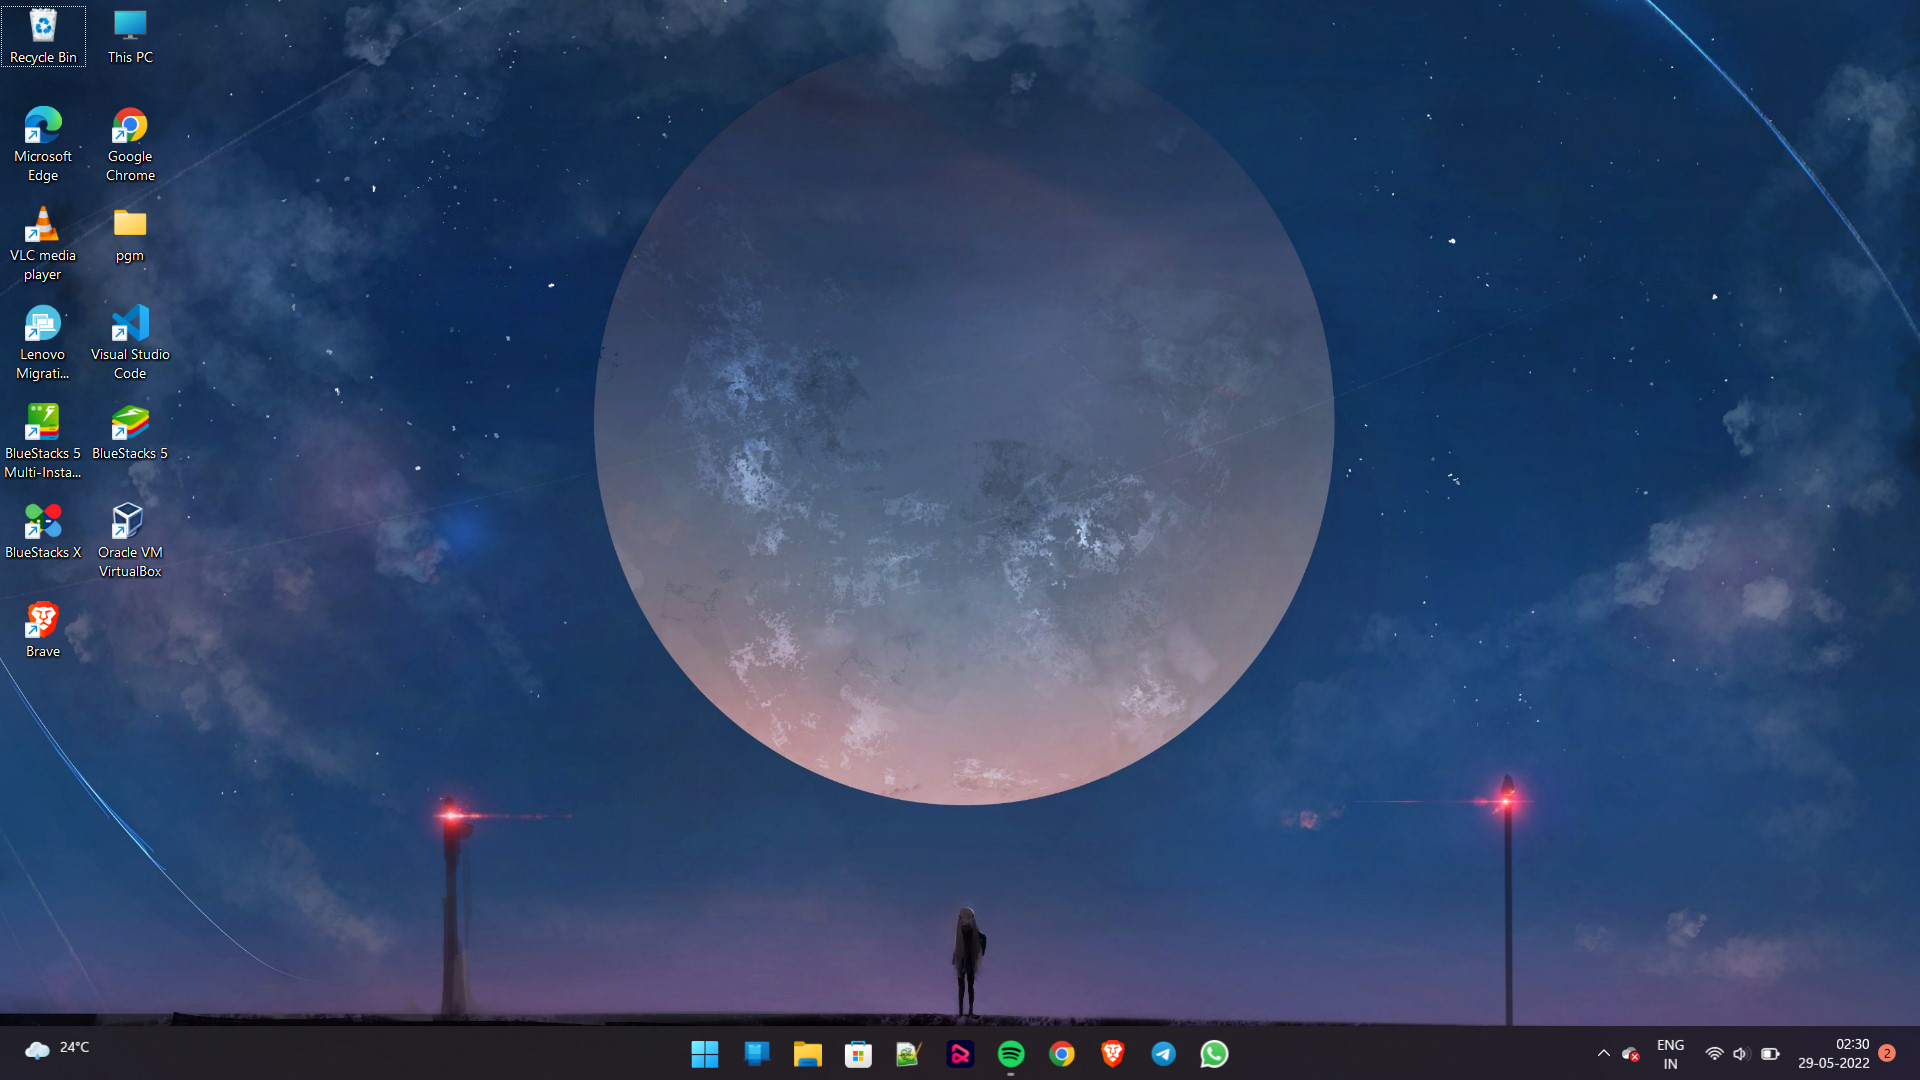 Recycle Bin
This PC
Microsoft
Edge
Google
Chrome
VLC media
player
pgm
Lenovo
Migrati...
Visual Studio
Code
BlueStacks 5
Multi-Insta...
BlueStacks 5
BlueStacks X
Oracle VM
VirtualBox
Brave
24°C
ENG
IN
02:30
29-05-2022
2